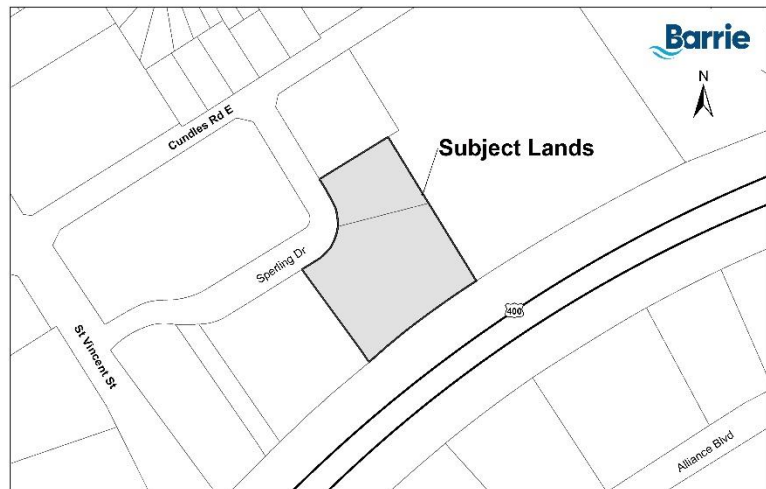 Barrie
N
Cundles Rd E
Subject Lands
Sperling Dr
400
St Vincent St
Alliance Blvd